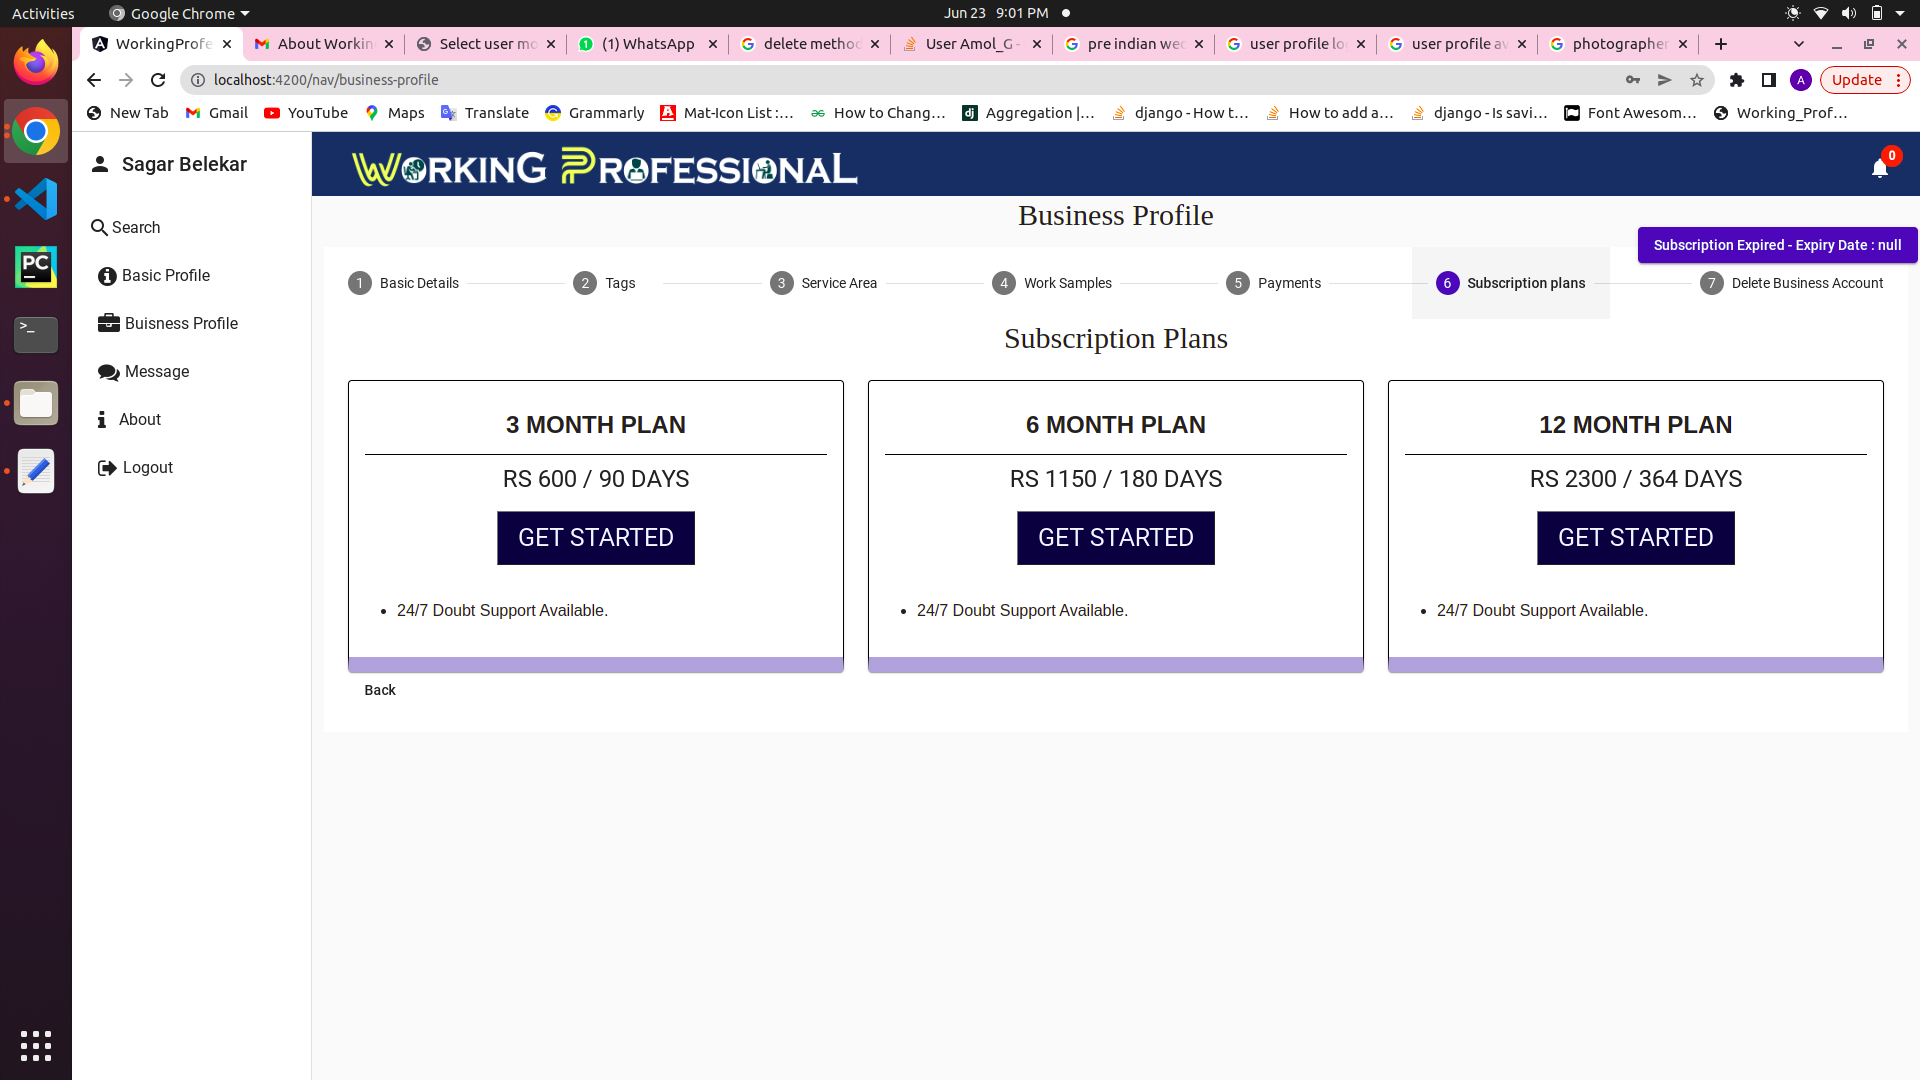 Activities Google Chrome Jun 23 9:01 PM
WorkingProfe About Workin Select user mo (1) WhatsApp delete method User Amol_G - pre indian wed user profile lo user profile av photographer
localhost:4200/nav/business-profile A Update
New Tab Gmail YouTube Maps Translate Grammarly Mat-Icon List :... How to Chang... Aggregation |... django - How t... How to add a... django - Is savi... Font Awesom... Working_Prof...
Sagar Belekar
Search
Basic Profile
Buisness Profile
Message
About
Logout
WORKING PROFESSIONAL
0
Business Profile
Subscription Expired - Expiry Date : null
1 Basic Details 2 Tags 3 Service Area 4 Work Samples 5 Payments 6 Subscription plans 7 Delete Business Account
Subscription Plans
3 MONTH PLAN
RS 600 / 90 DAYS
GET STARTED
24/7 Doubt Support Available.
6 MONTH PLAN
RS 1150 / 180 DAYS
GET STARTED
24/7 Doubt Support Available.
12 MONTH PLAN
RS 2300 / 364 DAYS
GET STARTED
24/7 Doubt Support Available.
Back